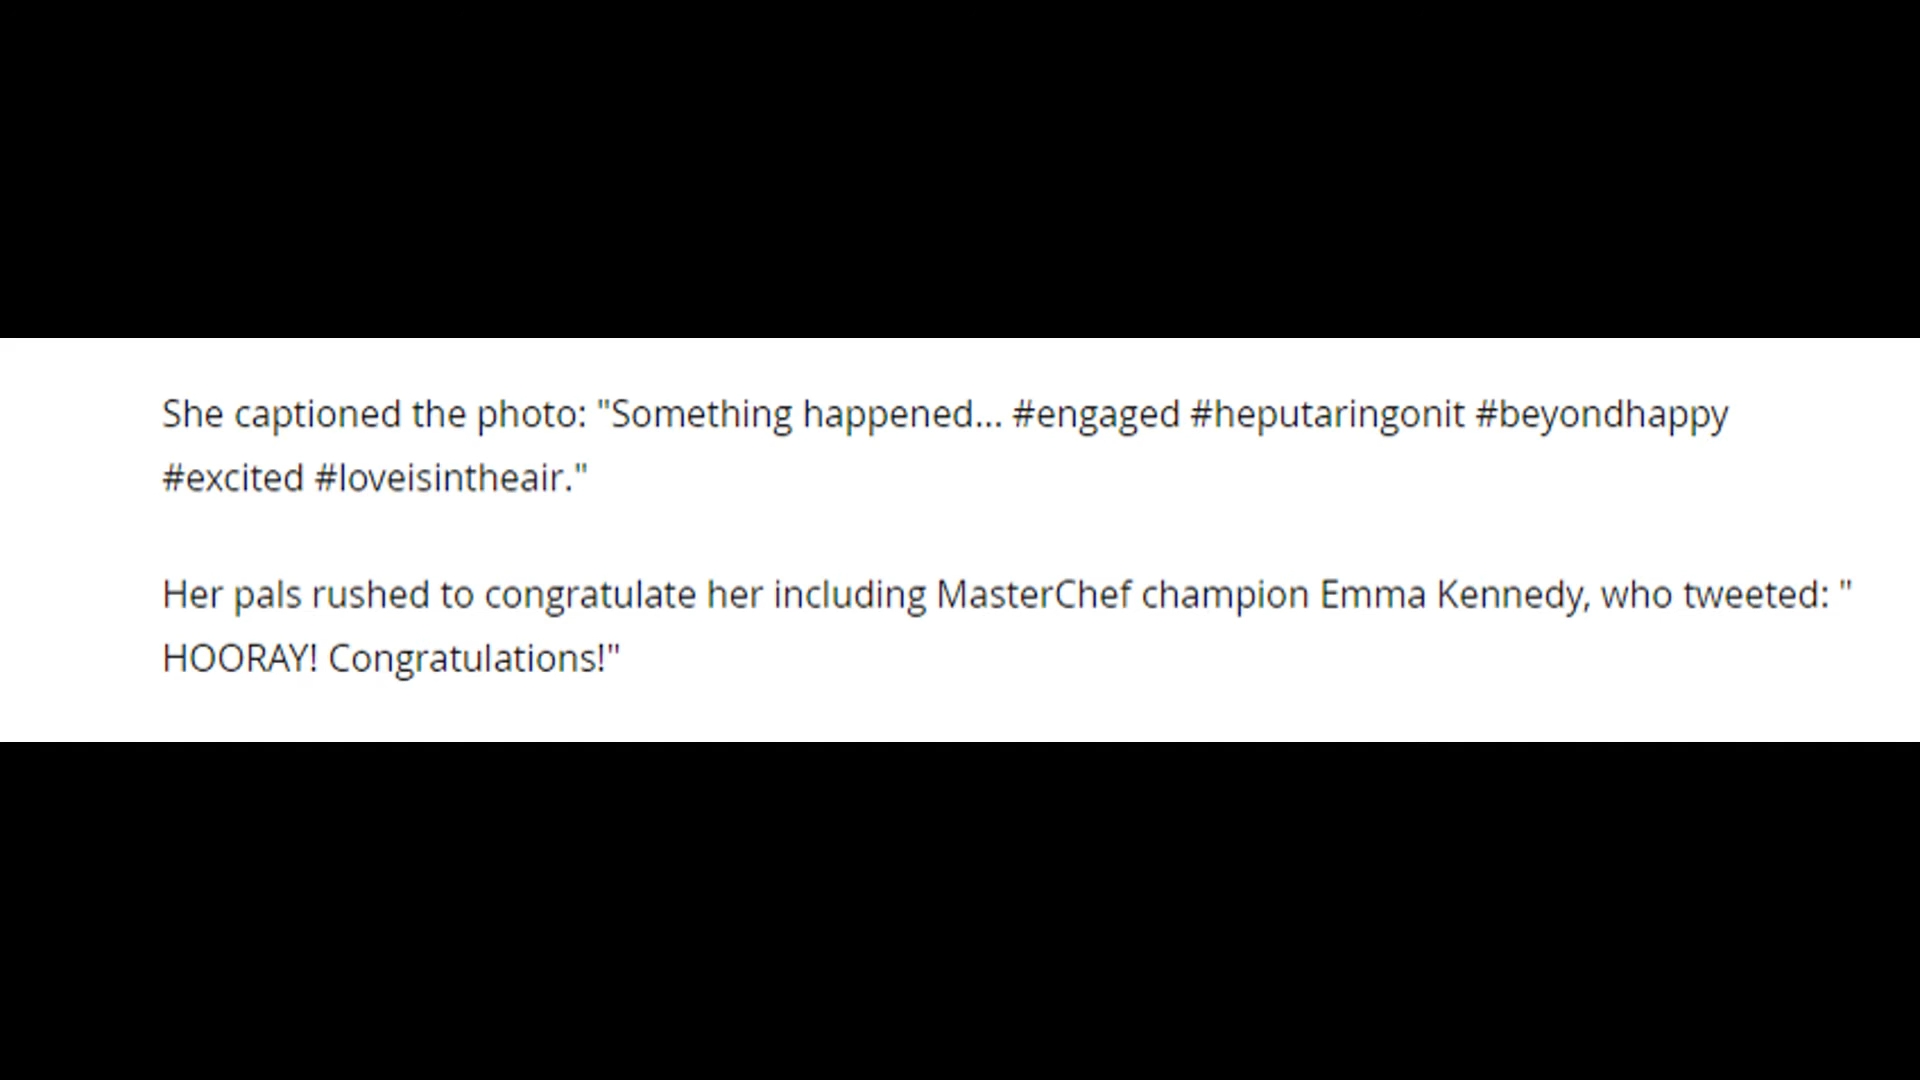 She captioned the photo: "Something happened... #engaged #heputaringonit #beyondhappy
#excited #loveisintheair."
Her pals rushed to congratulate her including MasterChef champion Emma Kennedy, who tweeted: "
HOORAY! Congratulations!"